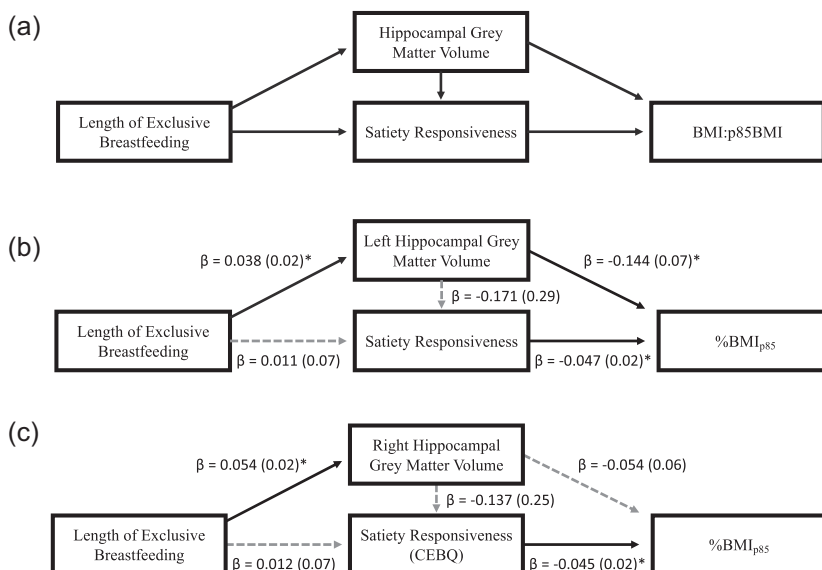 (a)
Hippocampal Grey
Matter Volume
Length of Exclusive
Breastfeeding
Satiety Responsiveness
BMI:p85BMI
(b)
β = 0.038 (0.02)*
Left Hippocampal Grey
Matter Volume
β = -0.144 (0.07)*
β = -0.171 (0.29)
Length of Exclusive
Breastfeeding
β = 0.011 (0.07)
Satiety Responsiveness
β = -0.047 (0.02)*
%BMIp85
(c)
β = 0.054 (0.02)*
Right Hippocampal
Grey Matter Volume
β = -0.054 (0.06)
β = -0.137 (0.25)
Length of Exclusive
Breastfeeding
β = 0.012 (0.07)
Satiety Responsiveness
(CEBQ)
β = -0.045 (0.02)*
%BMIp85